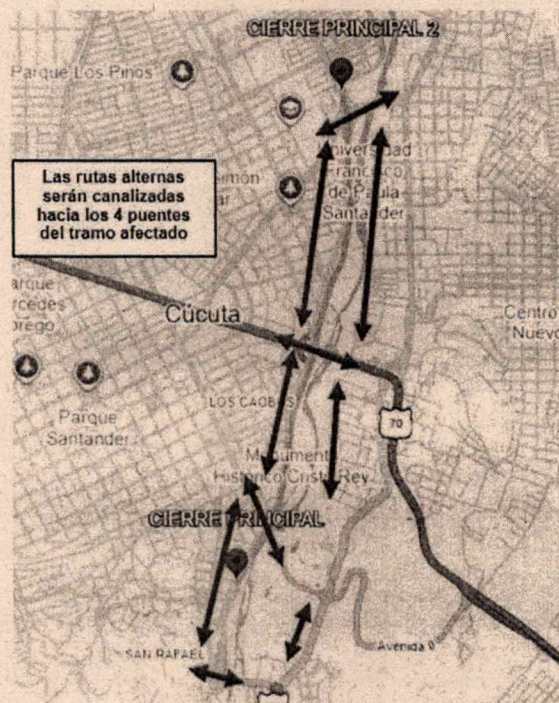 CIERRE PRINCIPAL 2
Parque Los Pinos
Las rutas alternas
serán canalizadas
hacia los 4 puentes
del tramo afectado
Universidad
Francisco
de Paula
Santander
Cúcuta
Centro
Nuevo
LOS CAOBOS
70
Parque
Santander
Monumento
Histórico Cristo Rey
CIERRE PRINCIPAL
SAN RAFAEL
Avenida 0